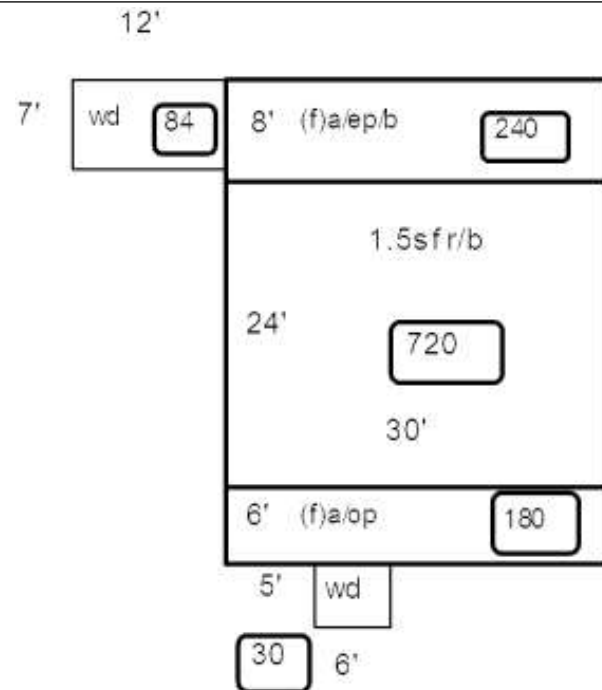 12'
7' wd 84 8' (f)a/ep/b 240
1.5sfr/b
24'
720
30'
6' (f)a/op 180
5' wd
30 6'